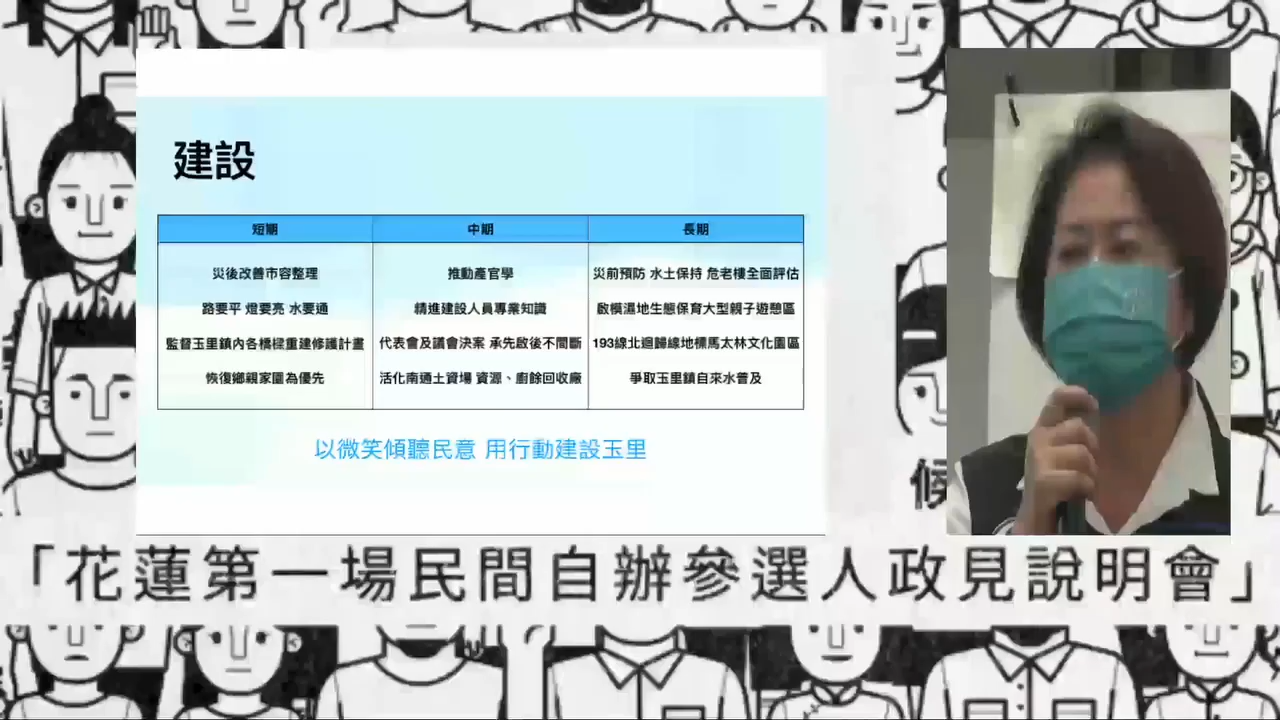 建設
短期 中期 長期
災後改善市容整理 推動產官學 災前預防 水土保持 危老樓全面評估
路要平 燈要亮 水要通 精進建設人員專業知識 啟模濕地生態保育大型親子遊憩區
監督玉里鎮內各橋樑重建修護計畫 代表會及議會決案 承先啟後不間斷 193線北迴歸線地標馬太林文化園區
恢復鄉親家園為優先 活化南通土資場 資源、廚餘回收廠 爭取玉里鎮自來水普及
以微笑傾聽民意 用行動建設玉里
候
「花蓮第一場民間自辦參選人政見說明會」